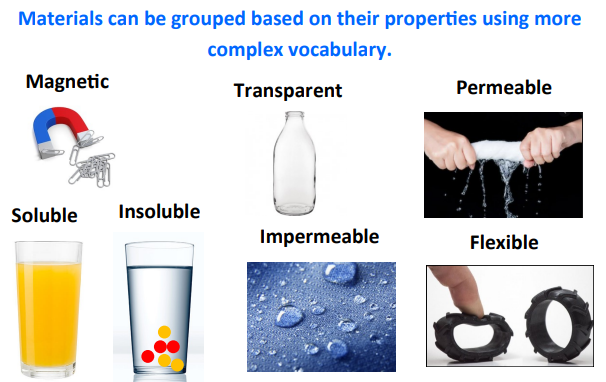 Materials can be grouped based on their properties using more
complex vocabulary.
Magnetic
Transparent
Permeable
Soluble
Insoluble
Impermeable
Flexible